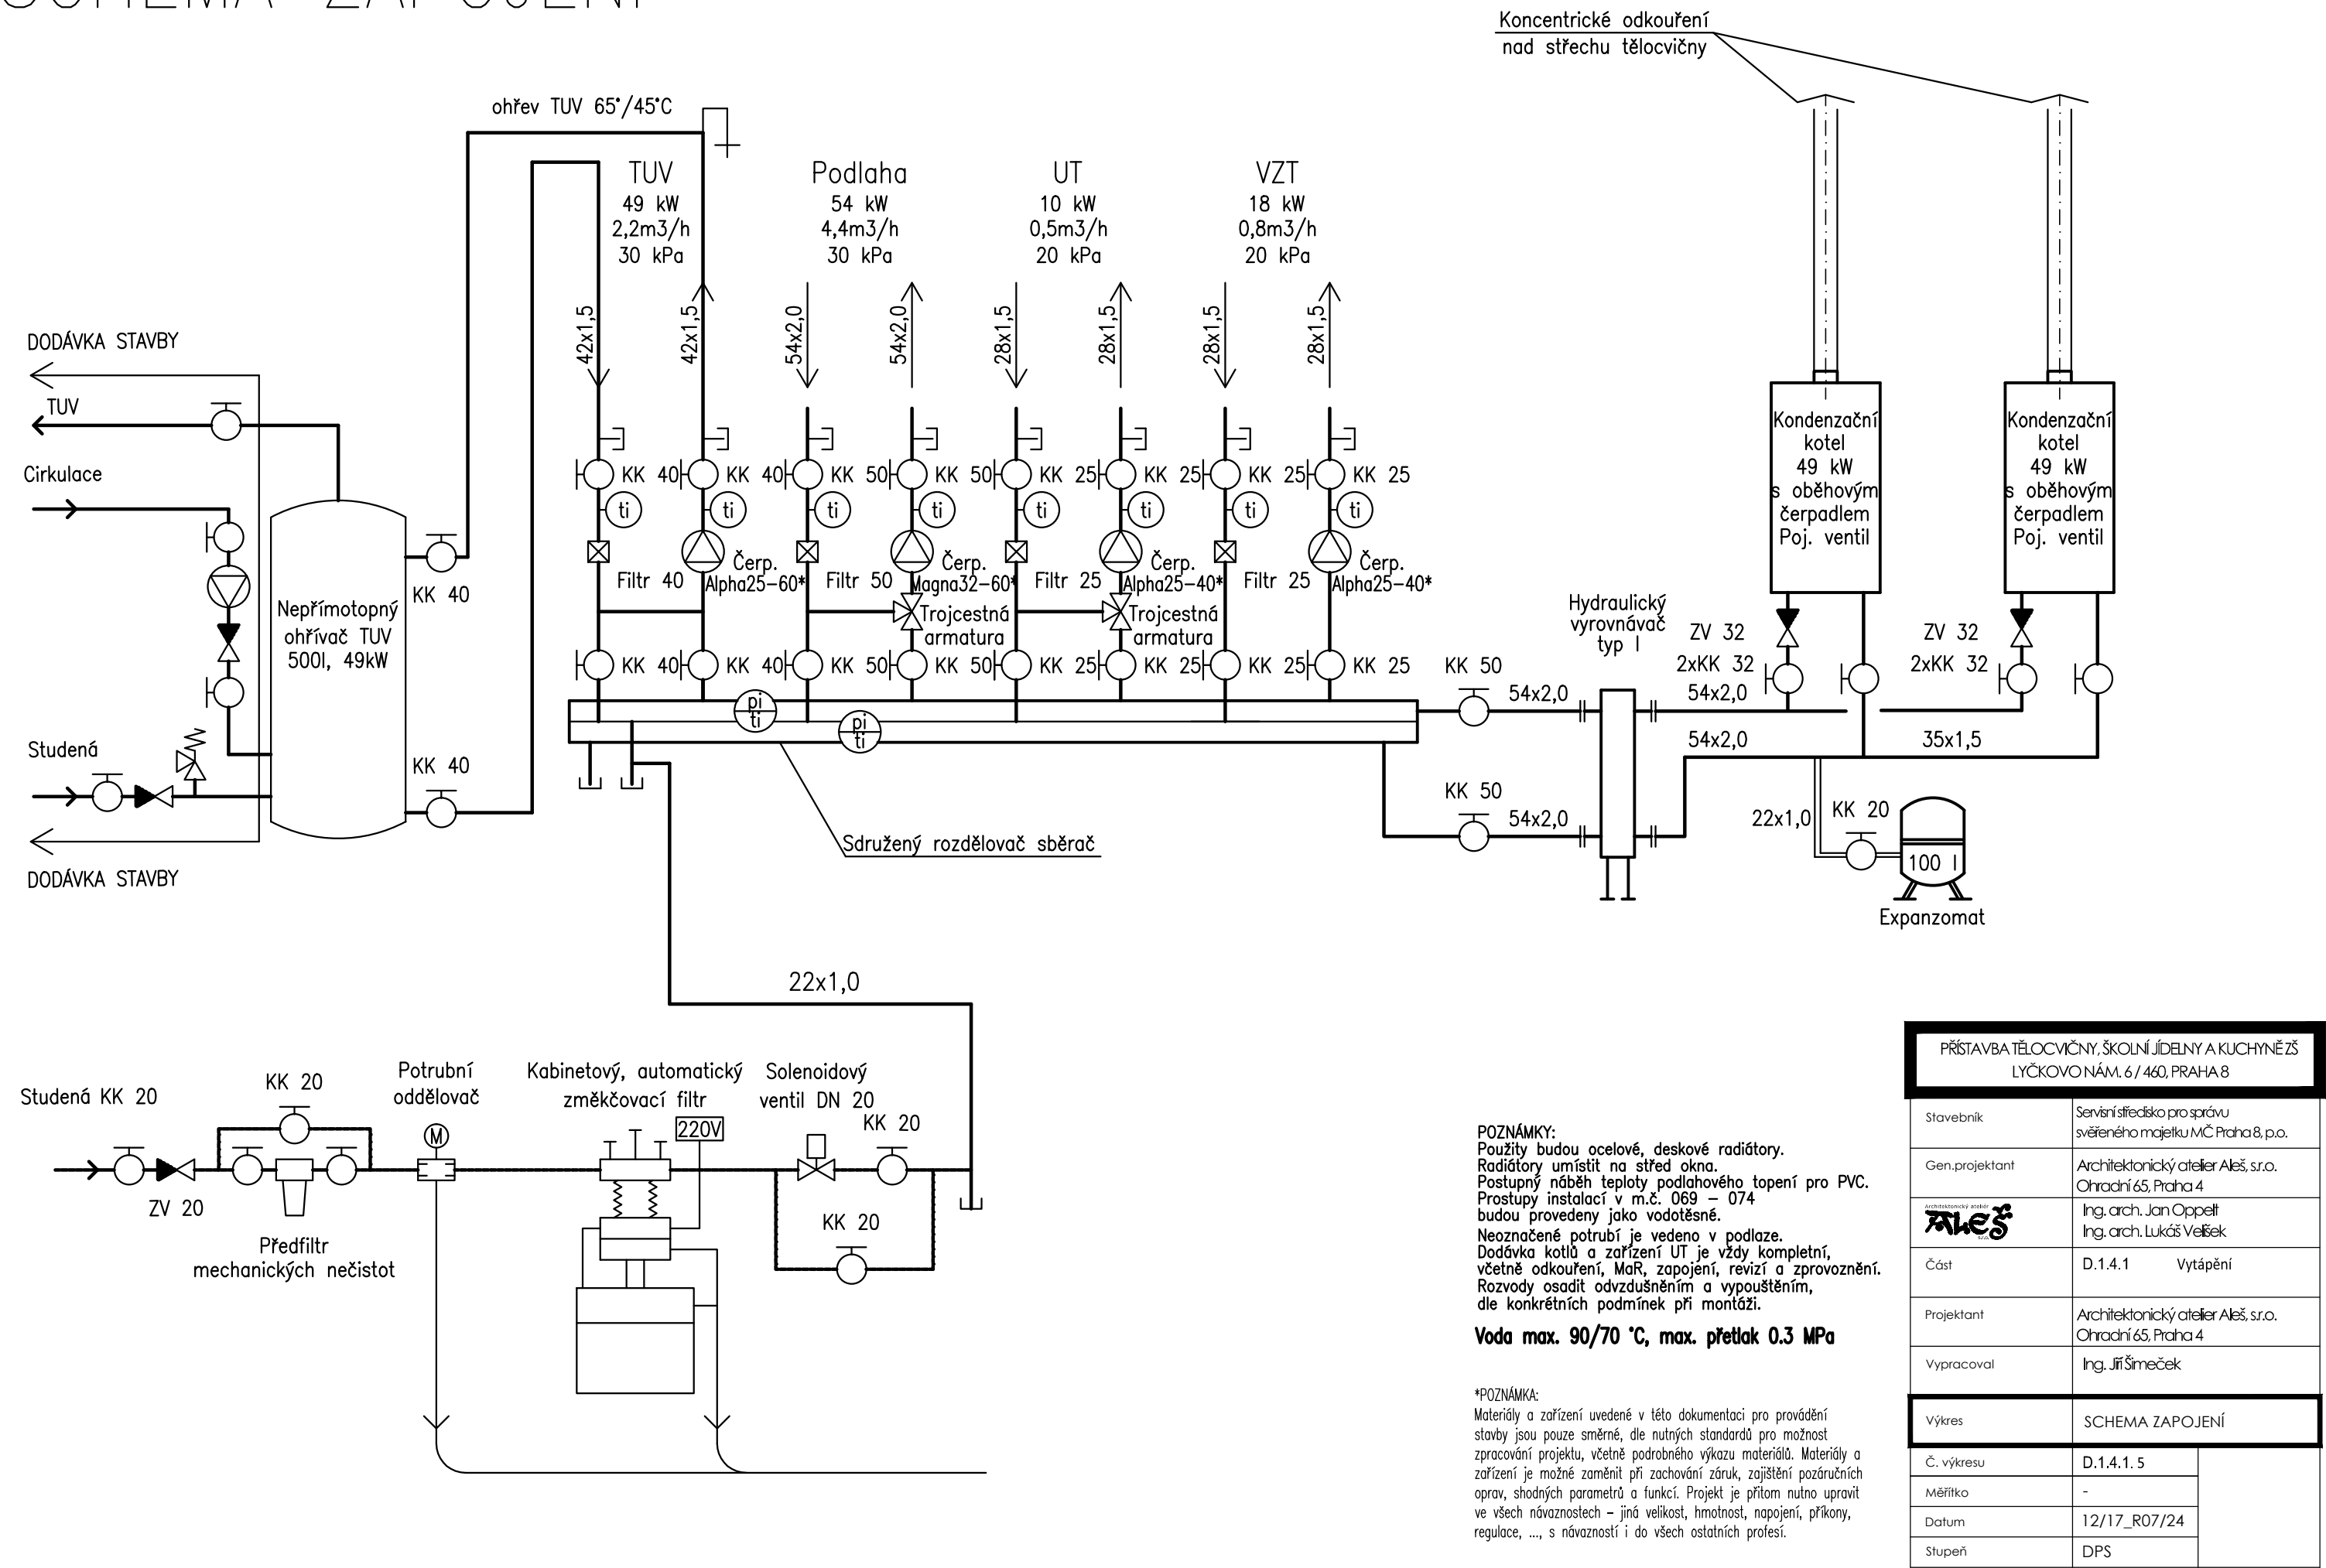 SCHEMA ZAPOJENÍ
Koncentrické odkouření
nad střechu tělocvičny
ohřev TUV 65°/45°C
TUV
49 kW
2,2m3/h
30 kPa
Podlaha
54 kW
4,4m3/h
30 kPa
UT
10 kW
0,5m3/h
20 kPa
VZT
18 kW
0,8m3/h
20 kPa
42x1,5
42x1,5
54x2,0
54x2,0
28x1,5
28x1,5
28x1,5
28x1,5
DODÁVKA STAVBY
TUV
Cirkulace
Studená
DODÁVKA STAVBY
Nepřímotopný
ohřívač TUV
500l, 49kW
KK 40
KK 40
KK 40
KK 40
KK 50
KK 50
KK 25
KK 25
KK 25
KK 25
ti
ti
ti
ti
ti
ti
ti
ti
Filtr 40
Čerp.
Alpha25-60*
Filtr 50
Čerp.
Magna32-60*
Filtr 25
Čerp.
Alpha25-40*
Filtr 25
Čerp.
Alpha25-40*
Trojcestná
armatura
Trojcestná
armatura
KK 40
KK 40
KK 50
KK 50
KK 25
KK 25
KK 25
KK 25
pi
ti
pi
ti
Sdružený rozdělovač sběrač
KK 50
54x2,0
KK 50
54x2,0
Hydraulický
vyrovnávač
typ I
Kondenzační
kotel
49 kW
s oběhovým
čerpadlem
Poj. ventil
Kondenzační
kotel
49 kW
s oběhovým
čerpadlem
Poj. ventil
ZV 32
2xKK 32
54x2,0
ZV 32
2xKK 32
54x2,0
35x1,5
22x1,0
KK 20
100 l
Expanzomat
22x1,0
Studená KK 20
ZV 20
KK 20
Předfiltr
mechanických nečistot
Potrubní
oddělovač
M
Kabinetový, automatický
změkčovací filtr
220V
Solenoidový
ventil DN 20
KK 20
KK 20
POZNÁMKY:
Použity budou ocelové, deskové radiátory.
Radiátory umístit na střed okna.
Postupný náběh teploty podlahového topení pro PVC.
Prostupy instalací v m.č. 069 - 074
budou provedeny jako vodotěsné.
Neoznačené potrubí je vedeno v podlaze.
Dodávka kotlů a zařízení UT je vždy kompletní,
včetně odkouření, MaR, zapojení, revizí a zprovoznění.
Rozvody osadit odvzdušněním a vypouštěním,
dle konkrétních podmínek při montáži.
Voda max. 90/70 °C, max. přetlak 0.3 MPa
*POZNÁMKA:
Materiály a zařízení uvedené v této dokumentaci pro provádění
stavby jsou pouze směrné, dle nutných standardů pro možnost
zpracování projektu, včetně podrobného výkazu materiálů. Materiály a
zařízení je možné zaměnit při zachování záruk, zajištění pozáručních
oprav, shodných parametrů a funkcí. Projekt je přitom nutno upravit
ve všech návaznostech - jiná velikost, hmotnost, napojení, příkony,
regulace, ..., s návazností i do všech ostatních profesí.
PŘÍSTAVBA TĚLOCVIČNY, ŠKOLNÍ JÍDELNY A KUCHYNĚ ZŠ
LYČKOVO NÁM. 6 / 460, PRAHA 8
Stavebník
Servisní středisko pro správu
svěřeného majetku MČ Praha 8, p.o.
Gen.projektant
Architektonický atelier Aleš, s.r.o.
Ohradní 65, Praha 4
Architektonický ateliér
ALEŠ
s.r.o.
Ing. arch. Jan Oppelt
Ing. arch. Lukáš Velíšek
Část
D.1.4.1 Vytápění
Projektant
Architektonický atelier Aleš, s.r.o.
Ohradní 65, Praha 4
Vypracoval
Ing. Jiří Šimeček
Výkres
SCHEMA ZAPOJENÍ
Č. výkresu
D.1.4.1. 5
Měřítko
-
Datum
12/17_R07/24
Stupeň
DPS